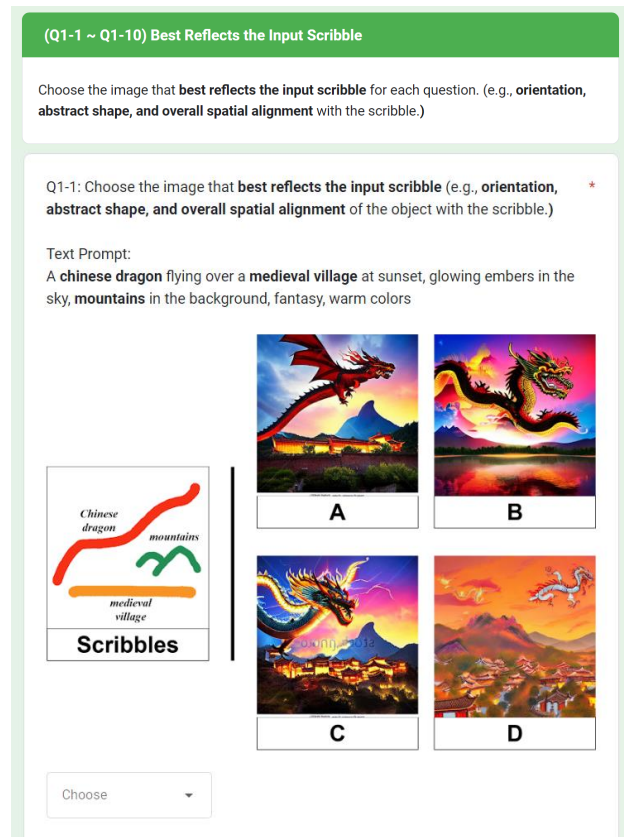 (Q1-1 ~ Q1-10) Best Reflects the Input Scribble
Choose the image that best reflects the input scribble for each question. (e.g., orientation,
abstract shape, and overall spatial alignment with the scribble.)
Q1-1: Choose the image that best reflects the input scribble (e.g., orientation, *
abstract shape, and overall spatial alignment of the object with the scribble.)
Text Prompt:
A chinese dragon flying over a medieval village at sunset, glowing embers in the
sky, mountains in the background, fantasy, warm colors
A
B
Chinese
dragon
mountains
medieval
village
Scribbles
C
D
Choose